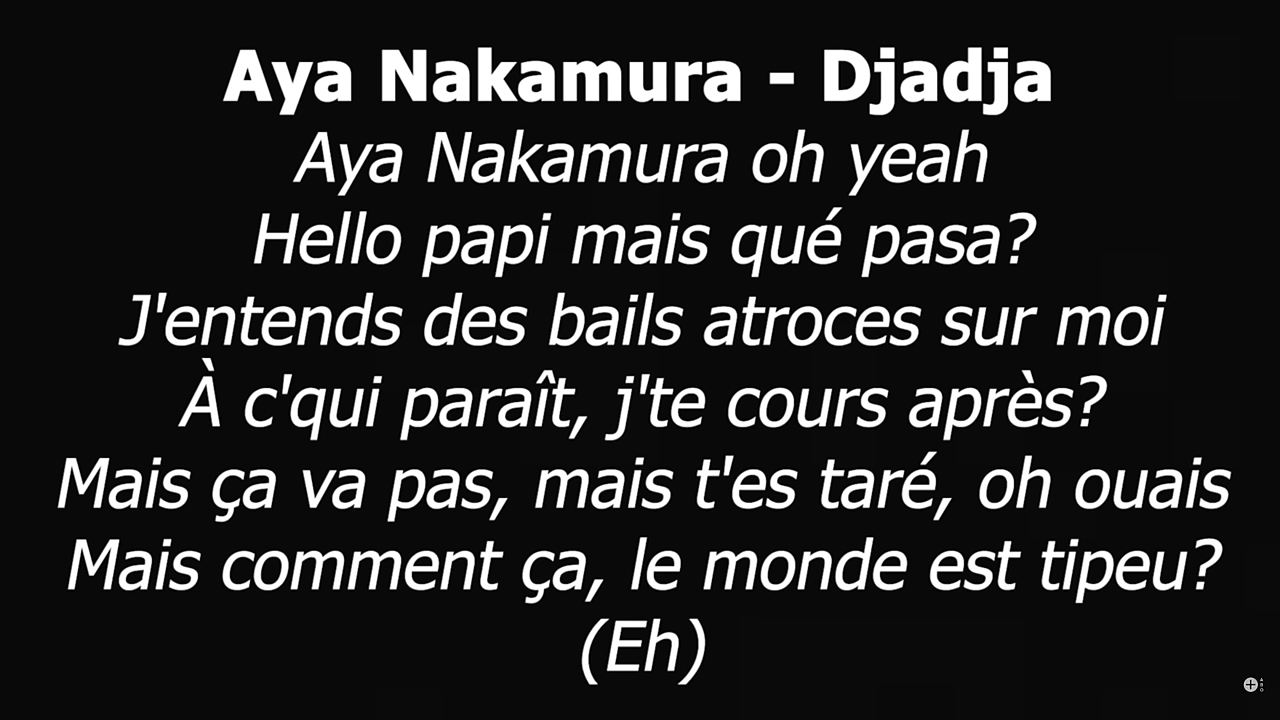 Aya Nakamura - Djadja
Aya Nakamura oh yeah
Hello papi mais qué pasa?
J'entends des bails atroces sur moi
À c'qui paraît, j'te cours après?
Mais ça va pas, mais t'es taré, oh ouais
Mais comment ça, le monde est tipeu?
(Eh)